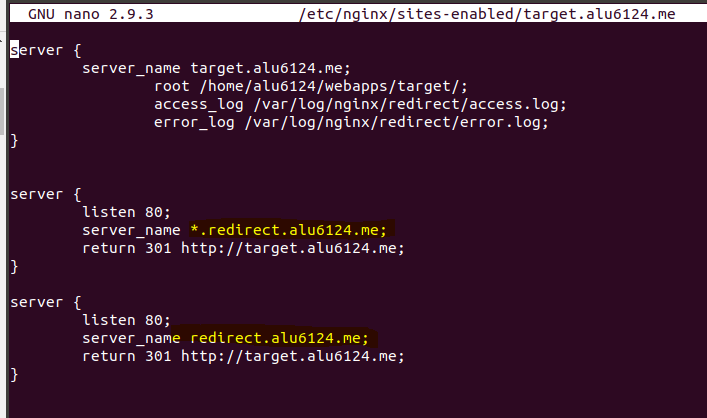 GNU nano 2.9.3 /etc/nginx/sites-enabled/target.alu6124.me
server {
server_name target.alu6124.me;
root /home/alu6124/webapps/target/;
access_log /var/log/nginx/redirect/access.log;
error_log /var/log/nginx/redirect/error.log;
}
server {
listen 80;
server_name *.redirect.alu6124.me;
return 301 http://target.alu6124.me;
}
server {
listen 80;
server_name redirect.alu6124.me;
return 301 http://target.alu6124.me;
}